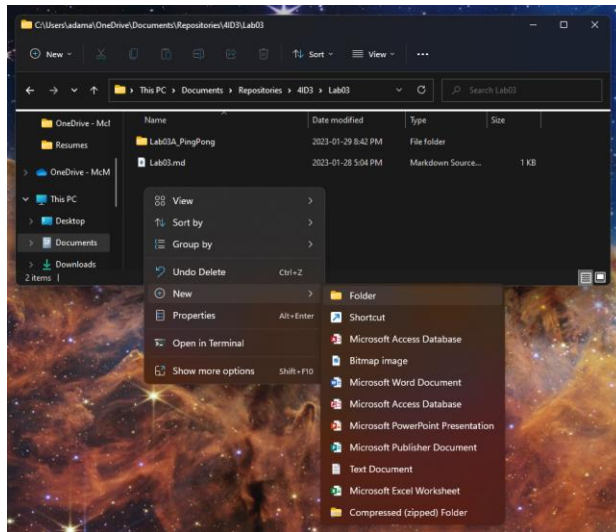 C:\Users\adama\OneDrive\Documents\Repositories\4ID3\Lab03
New Sort View
This PC > Documents > Repositories > 4ID3 > Lab03 Search Lab03
Name Date modified Type Size
OneDrive - McM
Resumes
OneDrive - McM
This PC
Desktop
Documents
Downloads
Lab03A_PingPong 2023-01-29 8:42 PM File folder
Lab03.md 2023-01-28 5:04 PM Markdown Source... 1 KB
2 items
View
Sort by
Group by
Undo Delete Ctrl+Z
New
Properties Alt+Enter
Open in Terminal
Show more options Shift+F10
Folder
Shortcut
Microsoft Access Database
Bitmap image
Microsoft Word Document
Microsoft Access Database
Microsoft PowerPoint Presentation
Microsoft Publisher Document
Text Document
Microsoft Excel Worksheet
Compressed (zipped) Folder